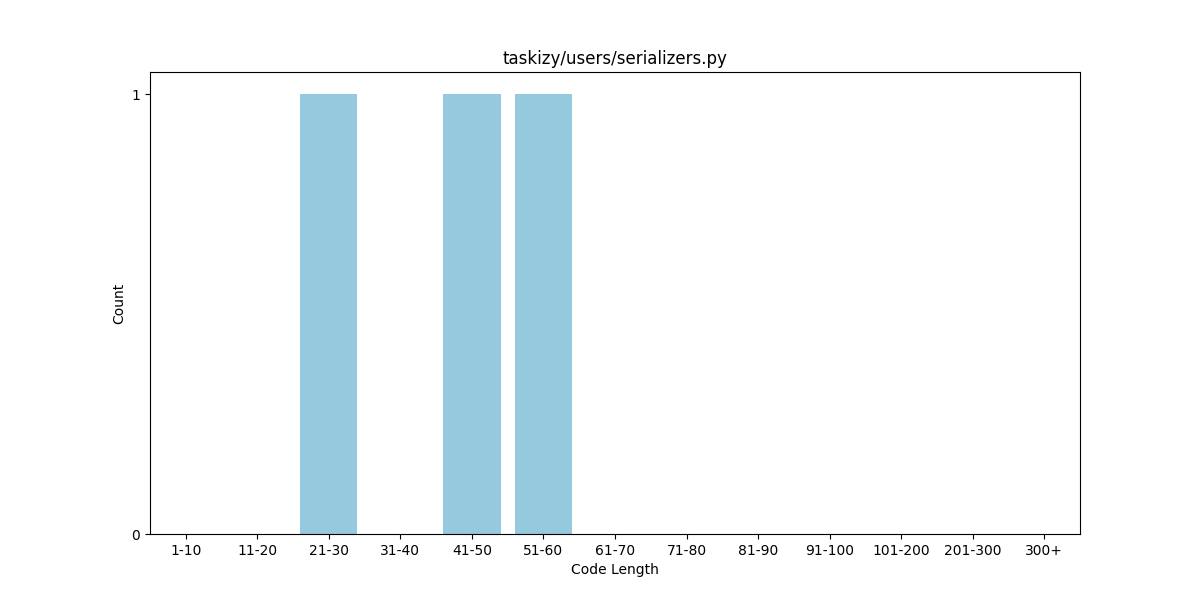 taskizy/users/serializers.py
1
Count
0
1-10 11-20 21-30 31-40 41-50 51-60 61-70 71-80 81-90 91-100 101-200 201-300 300+
Code Length